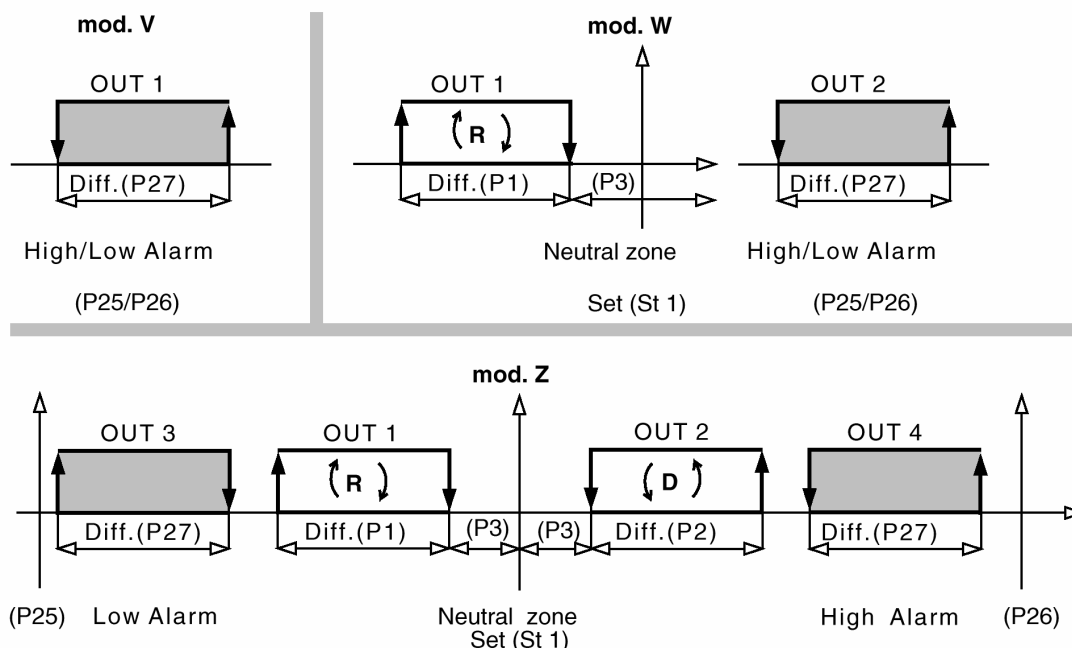 mod. V
OUT 1
Diff.(P27)
High/Low Alarm
(P25/P26)
mod. W
OUT 1
R
Diff.(P1)
(P3)
OUT 2
Diff.(P27)
Neutral zone
High/Low Alarm
Set (St 1)
(P25/P26)
mod. Z
OUT 3
OUT 1
OUT 2
OUT 4
R
D
Diff.(P27)
Diff.(P1)
(P3)
(P3)
Diff.(P2)
Diff.(P27)
(P25)
Low Alarm
Neutral zone
Set (St 1)
High Alarm
(P26)